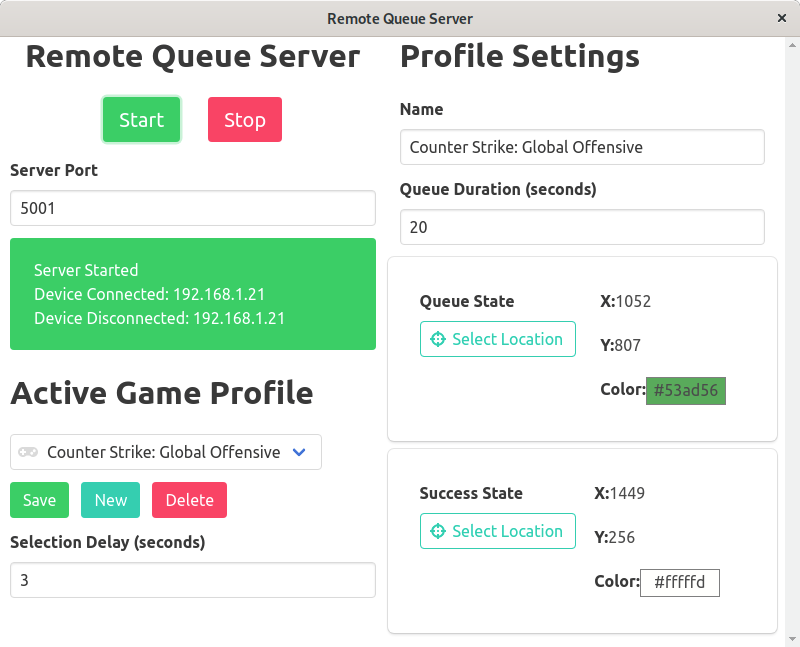 Remote Queue Server
Remote Queue Server
Start
Stop
Server Port
5001
Server Started
Device Connected: 192.168.1.21
Device Disconnected: 192.168.1.21
Active Game Profile
Counter Strike: Global Offensive
Save
New
Delete
Selection Delay (seconds)
3
Profile Settings
Name
Counter Strike: Global Offensive
Queue Duration (seconds)
20
Queue State
Select Location
X:1052
Y:807
Color:#53ad56
Success State
Select Location
X:1449
Y:256
Color:#fffffd